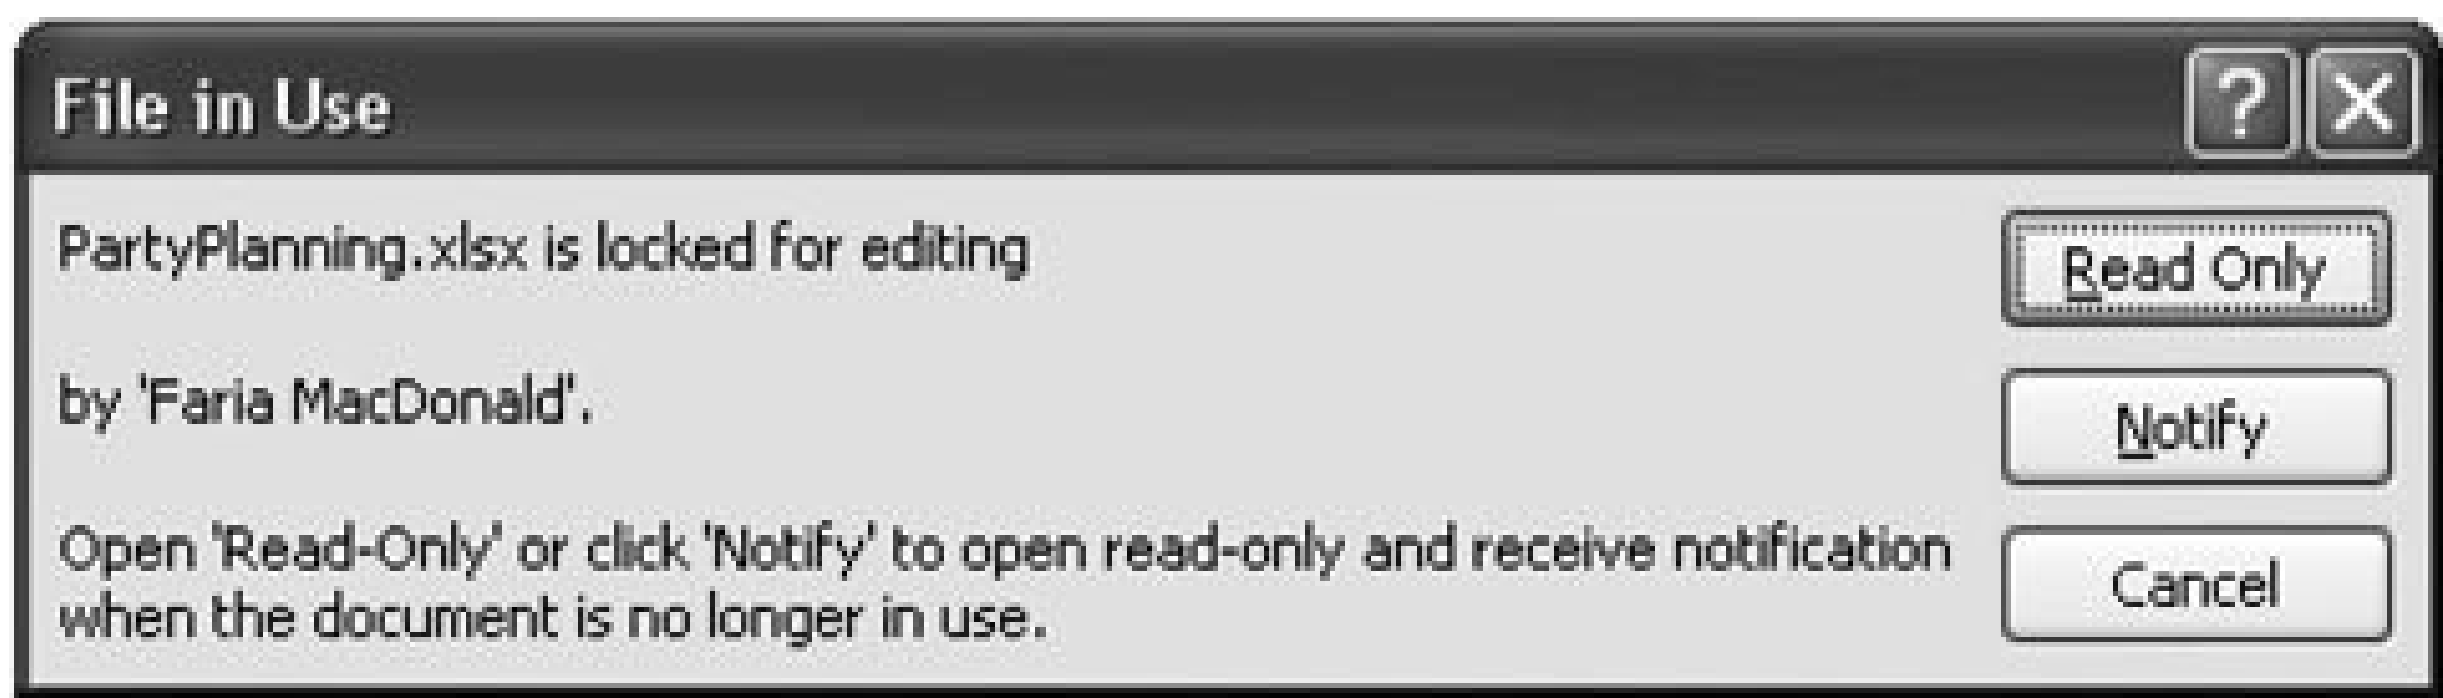 File in Use
?
PartyPlanning.xlsx is locked for editing
Read Only
by 'Faria MacDonald'.
Notify
Open 'Read-Only' or click 'Notify' to open read-only and receive notification
when the document is no longer in use.
Cancel